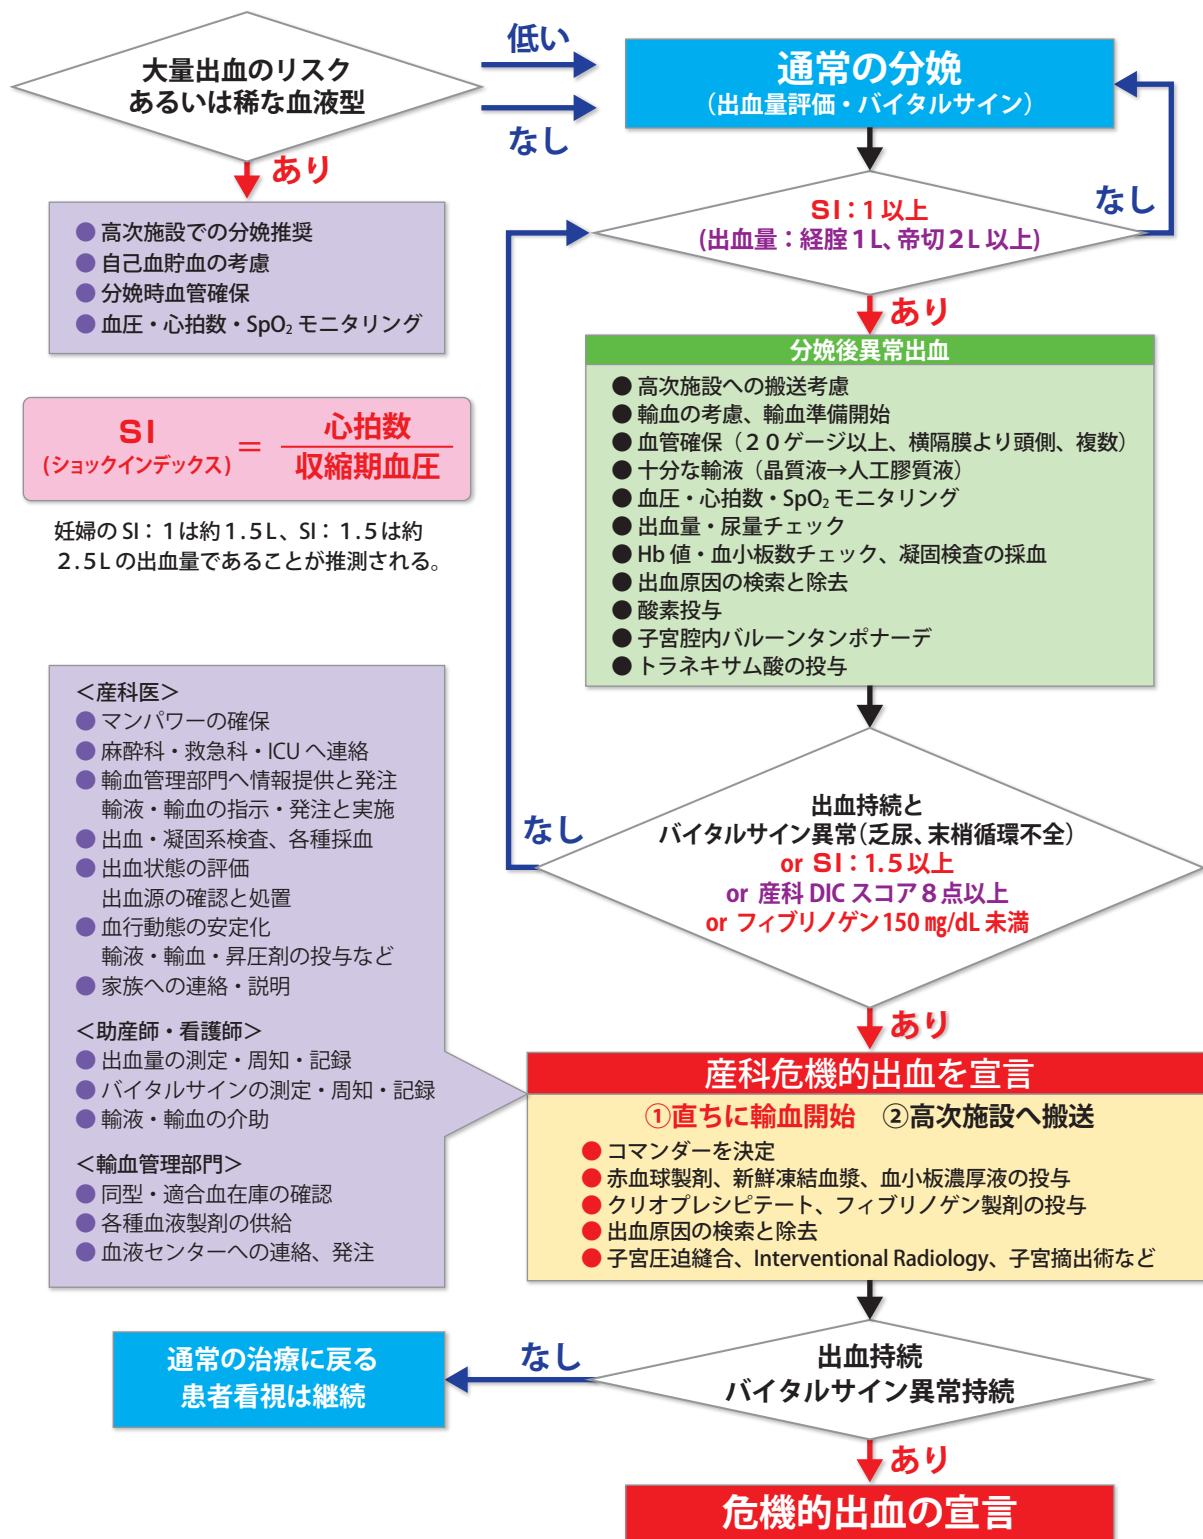 大量出血のリスク
あるいは稀な血液型
低い
なし
あり
通常の分娩
（出血量評価・バイタルサイン）
● 高次施設での分娩推奨
● 自己血貯血の考慮
● 分娩時血管確保
● 血圧・心拍数・SpO₂ モニタリング
SI：1 以上
(出血量：経腟１L、帝切２L 以上)
なし
あり
SI
(ショックインデックス)
＝
心拍数
収縮期血圧
妊婦の SI：１は約１.５L、SI：１.５は約
２.５L の出血量であることが推測される。
分娩後異常出血
● 高次施設への搬送考慮
● 輸血の考慮、輸血準備開始
● 血管確保（２０ゲージ以上、横隔膜より頭側、複数）
● 十分な輸液（晶質液→人工膠質液）
● 血圧・心拍数・SpO₂ モニタリング
● 出血量・尿量チェック
● Hb 値・血小板数チェック、凝固検査の採血
● 出血原因の検索と除去
● 酸素投与
● 子宮腔内バルーンタンポナーデ
● トラネキサム酸の投与
出血持続と
バイタルサイン異常（乏尿、末梢循環不全）
or SI：1.5 以上
or 産科 DIC スコア８点以上
or フィブリノゲン 150 ㎎/dL 未満
なし
あり
＜産科医＞
● マンパワーの確保
● 麻酔科・救急科・ICU へ連絡
● 輸血管理部門へ情報提供と発注
輸液・輸血の指示・発注と実施
● 出血・凝固系検査、各種採血
● 出血状態の評価
出血源の確認と処置
● 血行動態の安定化
輸液・輸血・昇圧剤の投与など
● 家族への連絡・説明
＜助産師・看護師＞
● 出血量の測定・周知・記録
● バイタルサインの測定・周知・記録
● 輸液・輸血の介助
＜輸血管理部門＞
● 同型・適合血在庫の確認
● 各種血液製剤の供給
● 血液センターへの連絡、発注
産科危機的出血を宣言
①直ちに輸血開始 ②高次施設へ搬送
● コマンダーを決定
● 赤血球製剤、新鮮凍結血漿、血小板濃厚液の投与
● クリオプレシピテート、フィブリノゲン製剤の投与
● 出血原因の検索と除去
● 子宮圧迫縫合、Interventional Radiology、子宮摘出術など
出血持続
バイタルサイン異常持続
なし
通常の治療に戻る
患者看視は継続
あり
危機的出血の宣言